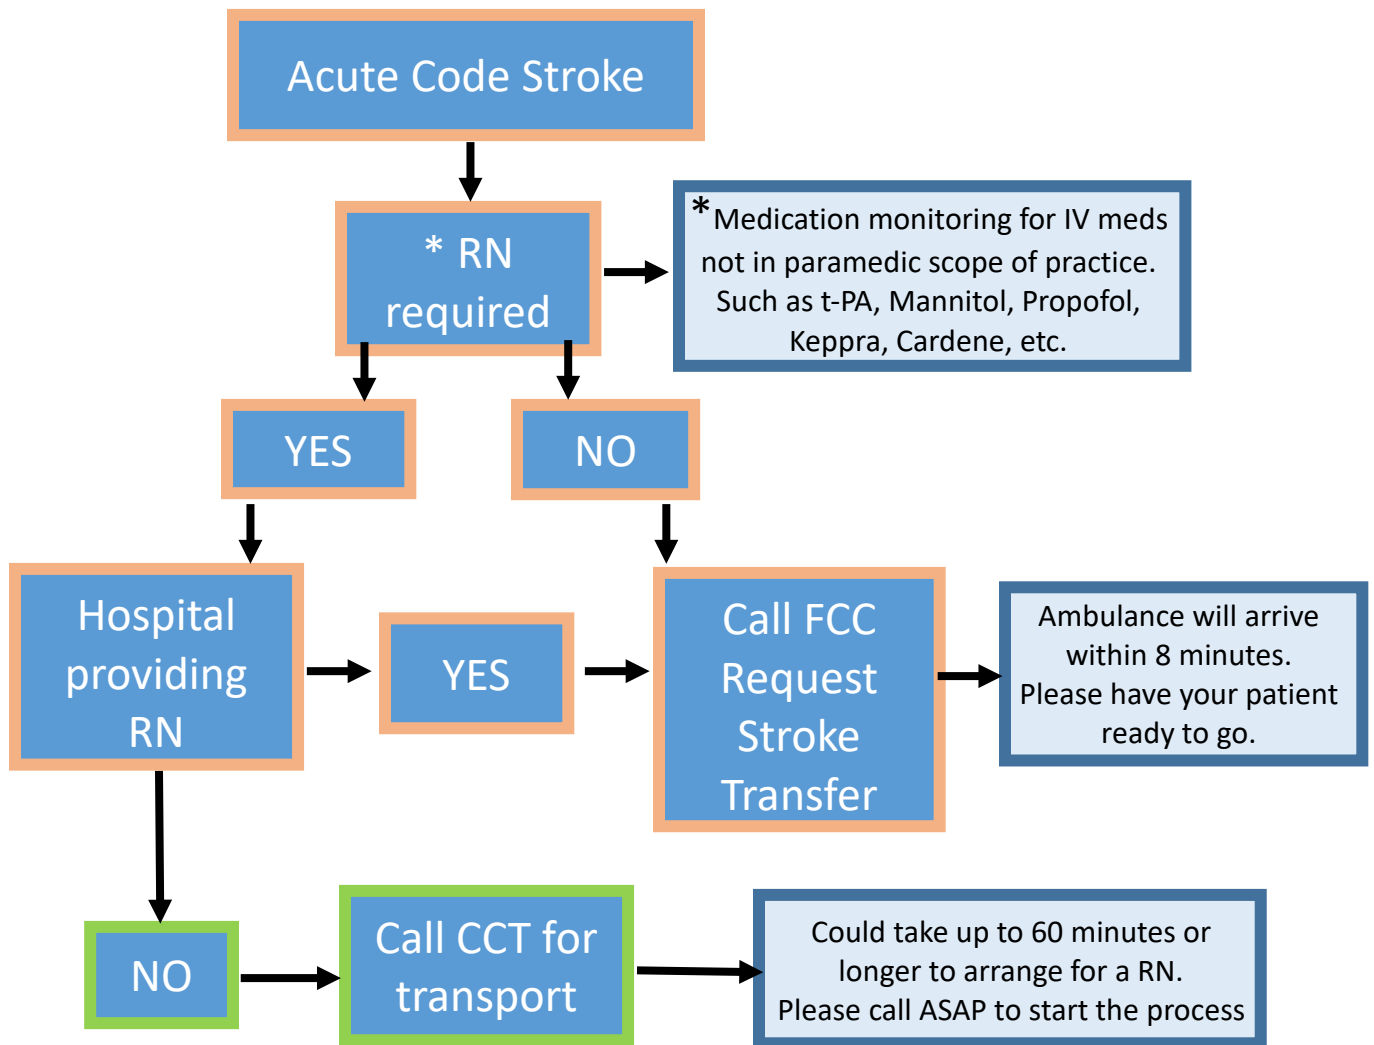 Acute Code Stroke
* RN
required
*Medication monitoring for IV meds
not in paramedic scope of practice.
Such as t-PA, Mannitol, Propofol,
Keppra, Cardene, etc.
YES
NO
Hospital
providing
RN
YES
Call FCC
Request
Stroke
Transfer
Ambulance will arrive
within 8 minutes.
Please have your patient
ready to go.
NO
Call CCT for
transport
Could take up to 60 minutes or
longer to arrange for a RN.
Please call ASAP to start the process